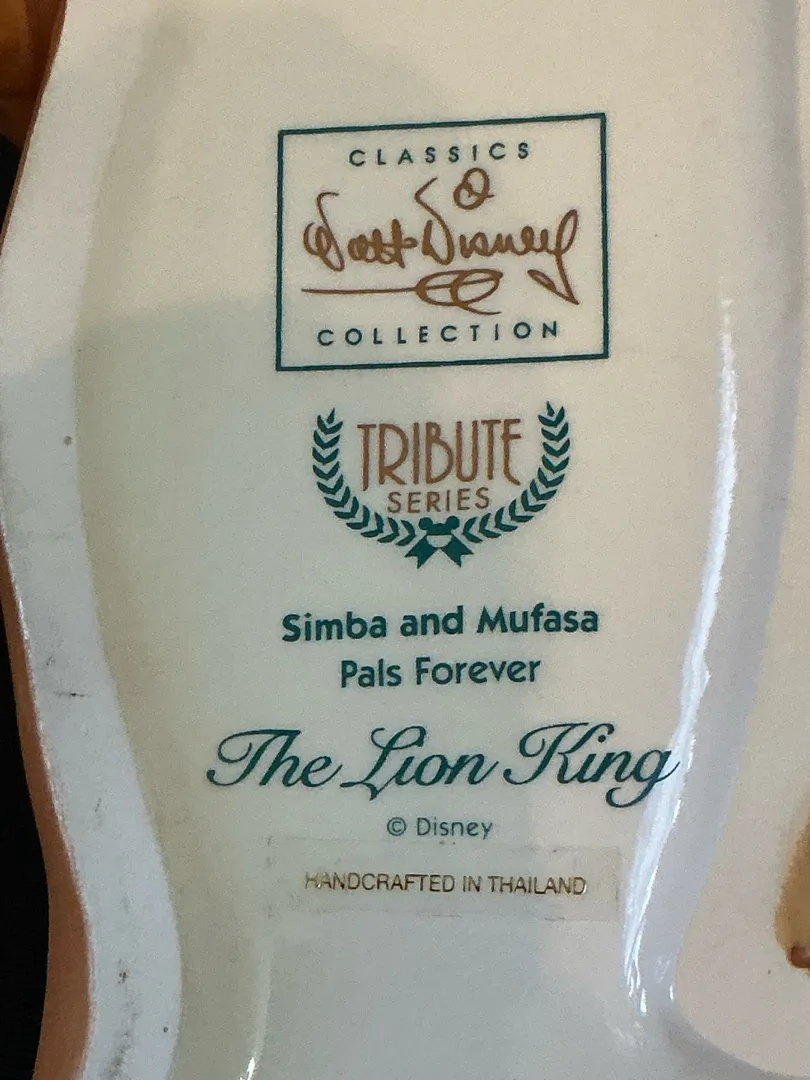 CLASSICS
Walt Disney
COLLECTION
TRIBUTE
SERIES
Simba and Mufasa
Pals Forever
The Lion King
© Disney
HANDCRAFTED IN THAILAND